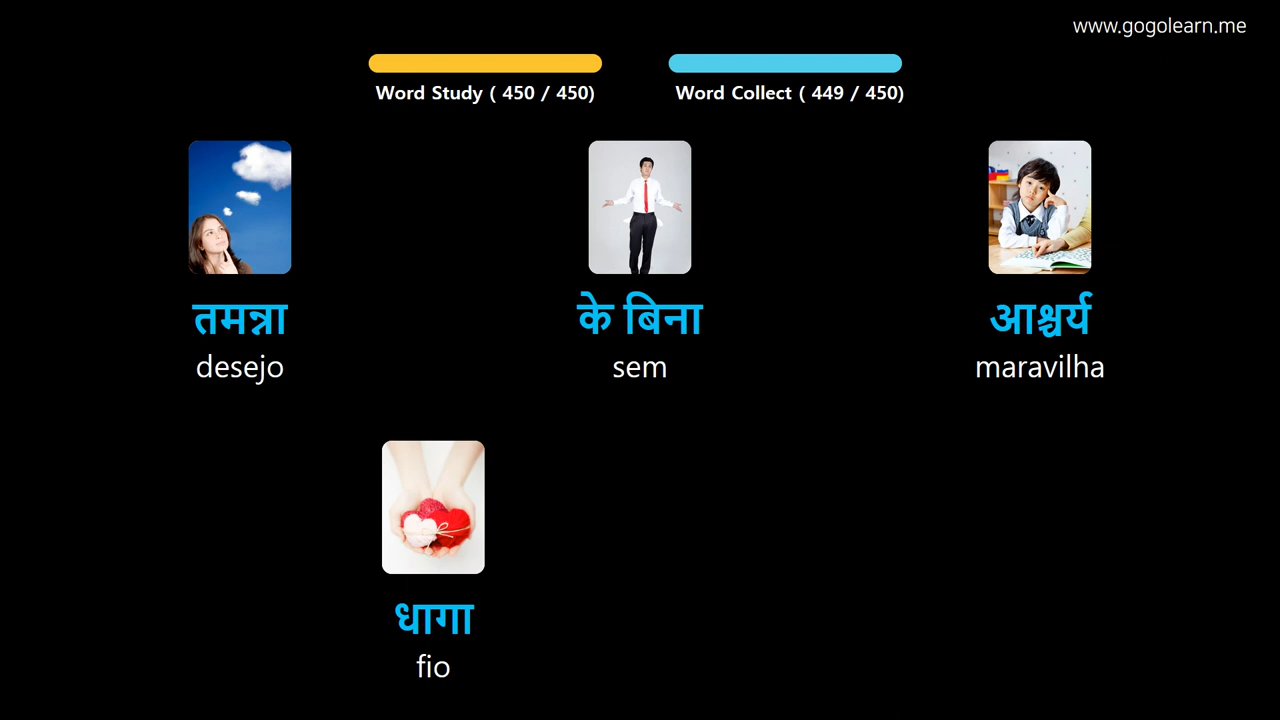 www.gogolearn.me
Word Study ( 450 / 450)
Word Collect ( 449 / 450)
तमन्ना
desejo
के बिना
sem
आश्चर्य
maravilha
धागा
fio